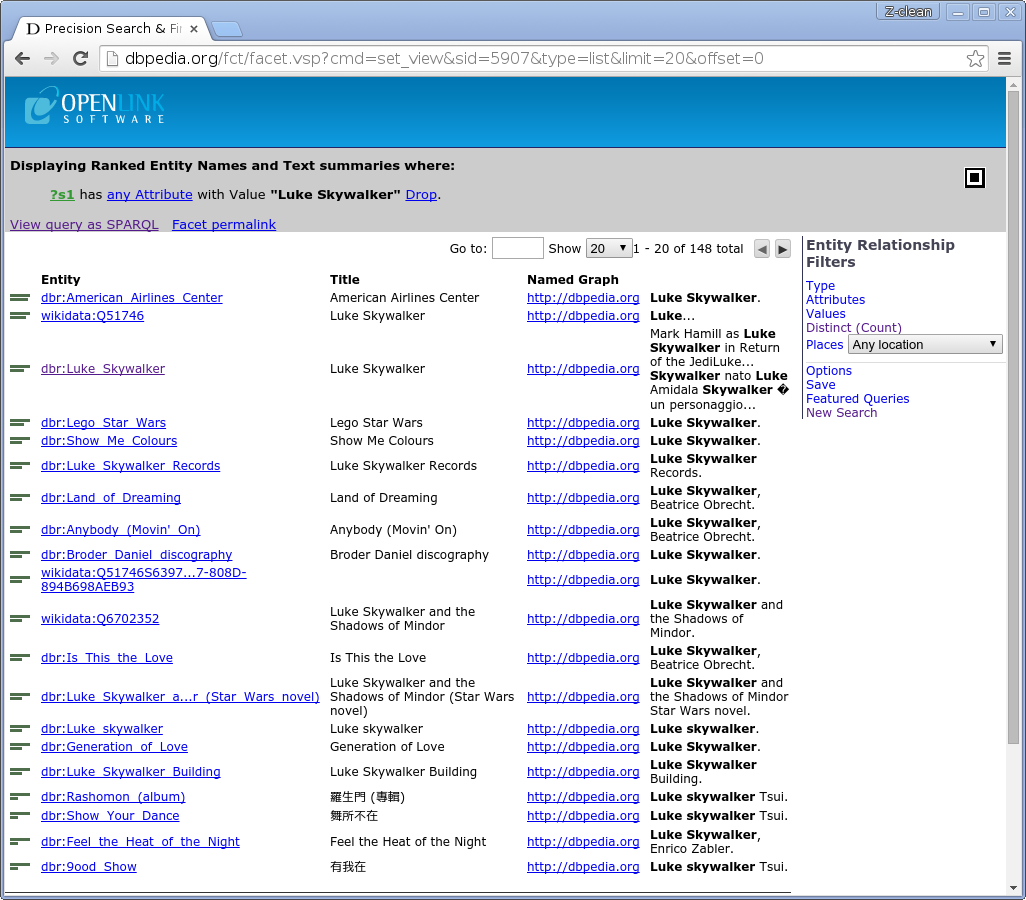 Z-clean
D Precision Search & Fi
dbpedia.org/fct/facet.vsp?cmd=set_view&sid=5907&type=list&limit=20&offset=0
OPENLINK
SOFTWARE
Displaying Ranked Entity Names and Text summaries where:
?s1 has any Attribute with Value "Luke Skywalker" Drop.
View query as SPARQL Facet permalink
Go to: Show 20 1 - 20 of 148 total
Entity Relationship
Filters
Type
Attributes
Values
Distinct (Count)
Places Any location
Options
Save
Featured Queries
New Search
Entity Title Named Graph
dbr:American_Airlines_Center American Airlines Center http://dbpedia.org Luke Skywalker.
wikidata:Q51746 Luke Skywalker http://dbpedia.org Luke...
dbr:Luke_Skywalker Luke Skywalker http://dbpedia.org
Mark Hamill as Luke
Skywalker in Return
of the JediLuke...
Skywalker nato Luke
Amidala Skywalker �
un personaggio...
dbr:Lego_Star_Wars Lego Star Wars http://dbpedia.org Luke Skywalker.
dbr:Show_Me_Colours Show Me Colours http://dbpedia.org Luke Skywalker.
dbr:Luke_Skywalker_Records Luke Skywalker Records http://dbpedia.org Luke Skywalker
Records.
dbr:Land_of_Dreaming Land of Dreaming http://dbpedia.org Luke Skywalker,
Beatrice Obrecht.
dbr:Anybody_(Movin'_On) Anybody (Movin' On) http://dbpedia.org Luke Skywalker,
Beatrice Obrecht.
dbr:Broder_Daniel_discography Broder Daniel discography http://dbpedia.org Luke Skywalker.
wikidata:Q51746S6397...7-808D-
894B698AEB93 http://dbpedia.org Luke Skywalker.
wikidata:Q6702352 Luke Skywalker and the
Shadows of Mindor http://dbpedia.org Luke Skywalker and
the Shadows of
Mindor.
dbr:Is_This_the_Love Is This the Love http://dbpedia.org Luke Skywalker,
Beatrice Obrecht.
dbr:Luke_Skywalker_a...r_(Star_Wars_novel) Luke Skywalker and the
Shadows of Mindor (Star Wars
novel) http://dbpedia.org Luke Skywalker and
the Shadows of Mindor
Star Wars novel.
dbr:Luke_skywalker Luke skywalker http://dbpedia.org Luke skywalker.
dbr:Generation_of_Love Generation of Love http://dbpedia.org Luke Skywalker.
dbr:Luke_Skywalker_Building Luke Skywalker Building http://dbpedia.org Luke Skywalker
Building.
dbr:Rashomon_(album) 羅生門 (專輯) http://dbpedia.org Luke skywalker Tsui.
dbr:Show_Your_Dance 舞所不在 http://dbpedia.org Luke skywalker Tsui.
dbr:Feel_the_Heat_of_the_Night Feel the Heat of the Night http://dbpedia.org Luke Skywalker,
Enrico Zabler.
dbr:9ood_Show 有我在 http://dbpedia.org Luke skywalker Tsui.